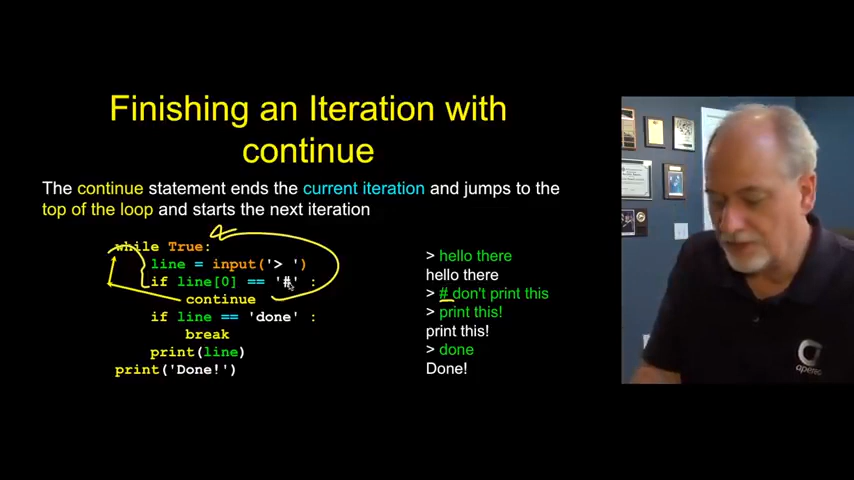 Finishing an Iteration with
continue
The continue statement ends the current iteration and jumps to the
top of the loop and starts the next iteration
while True:
line = input('> ')
if line[0] == '#' :
continue
if line == 'done' :
break
print(line)
print('Done!')
> hello there
hello there
> # don't print this
> print this!
print this!
> done
Done!